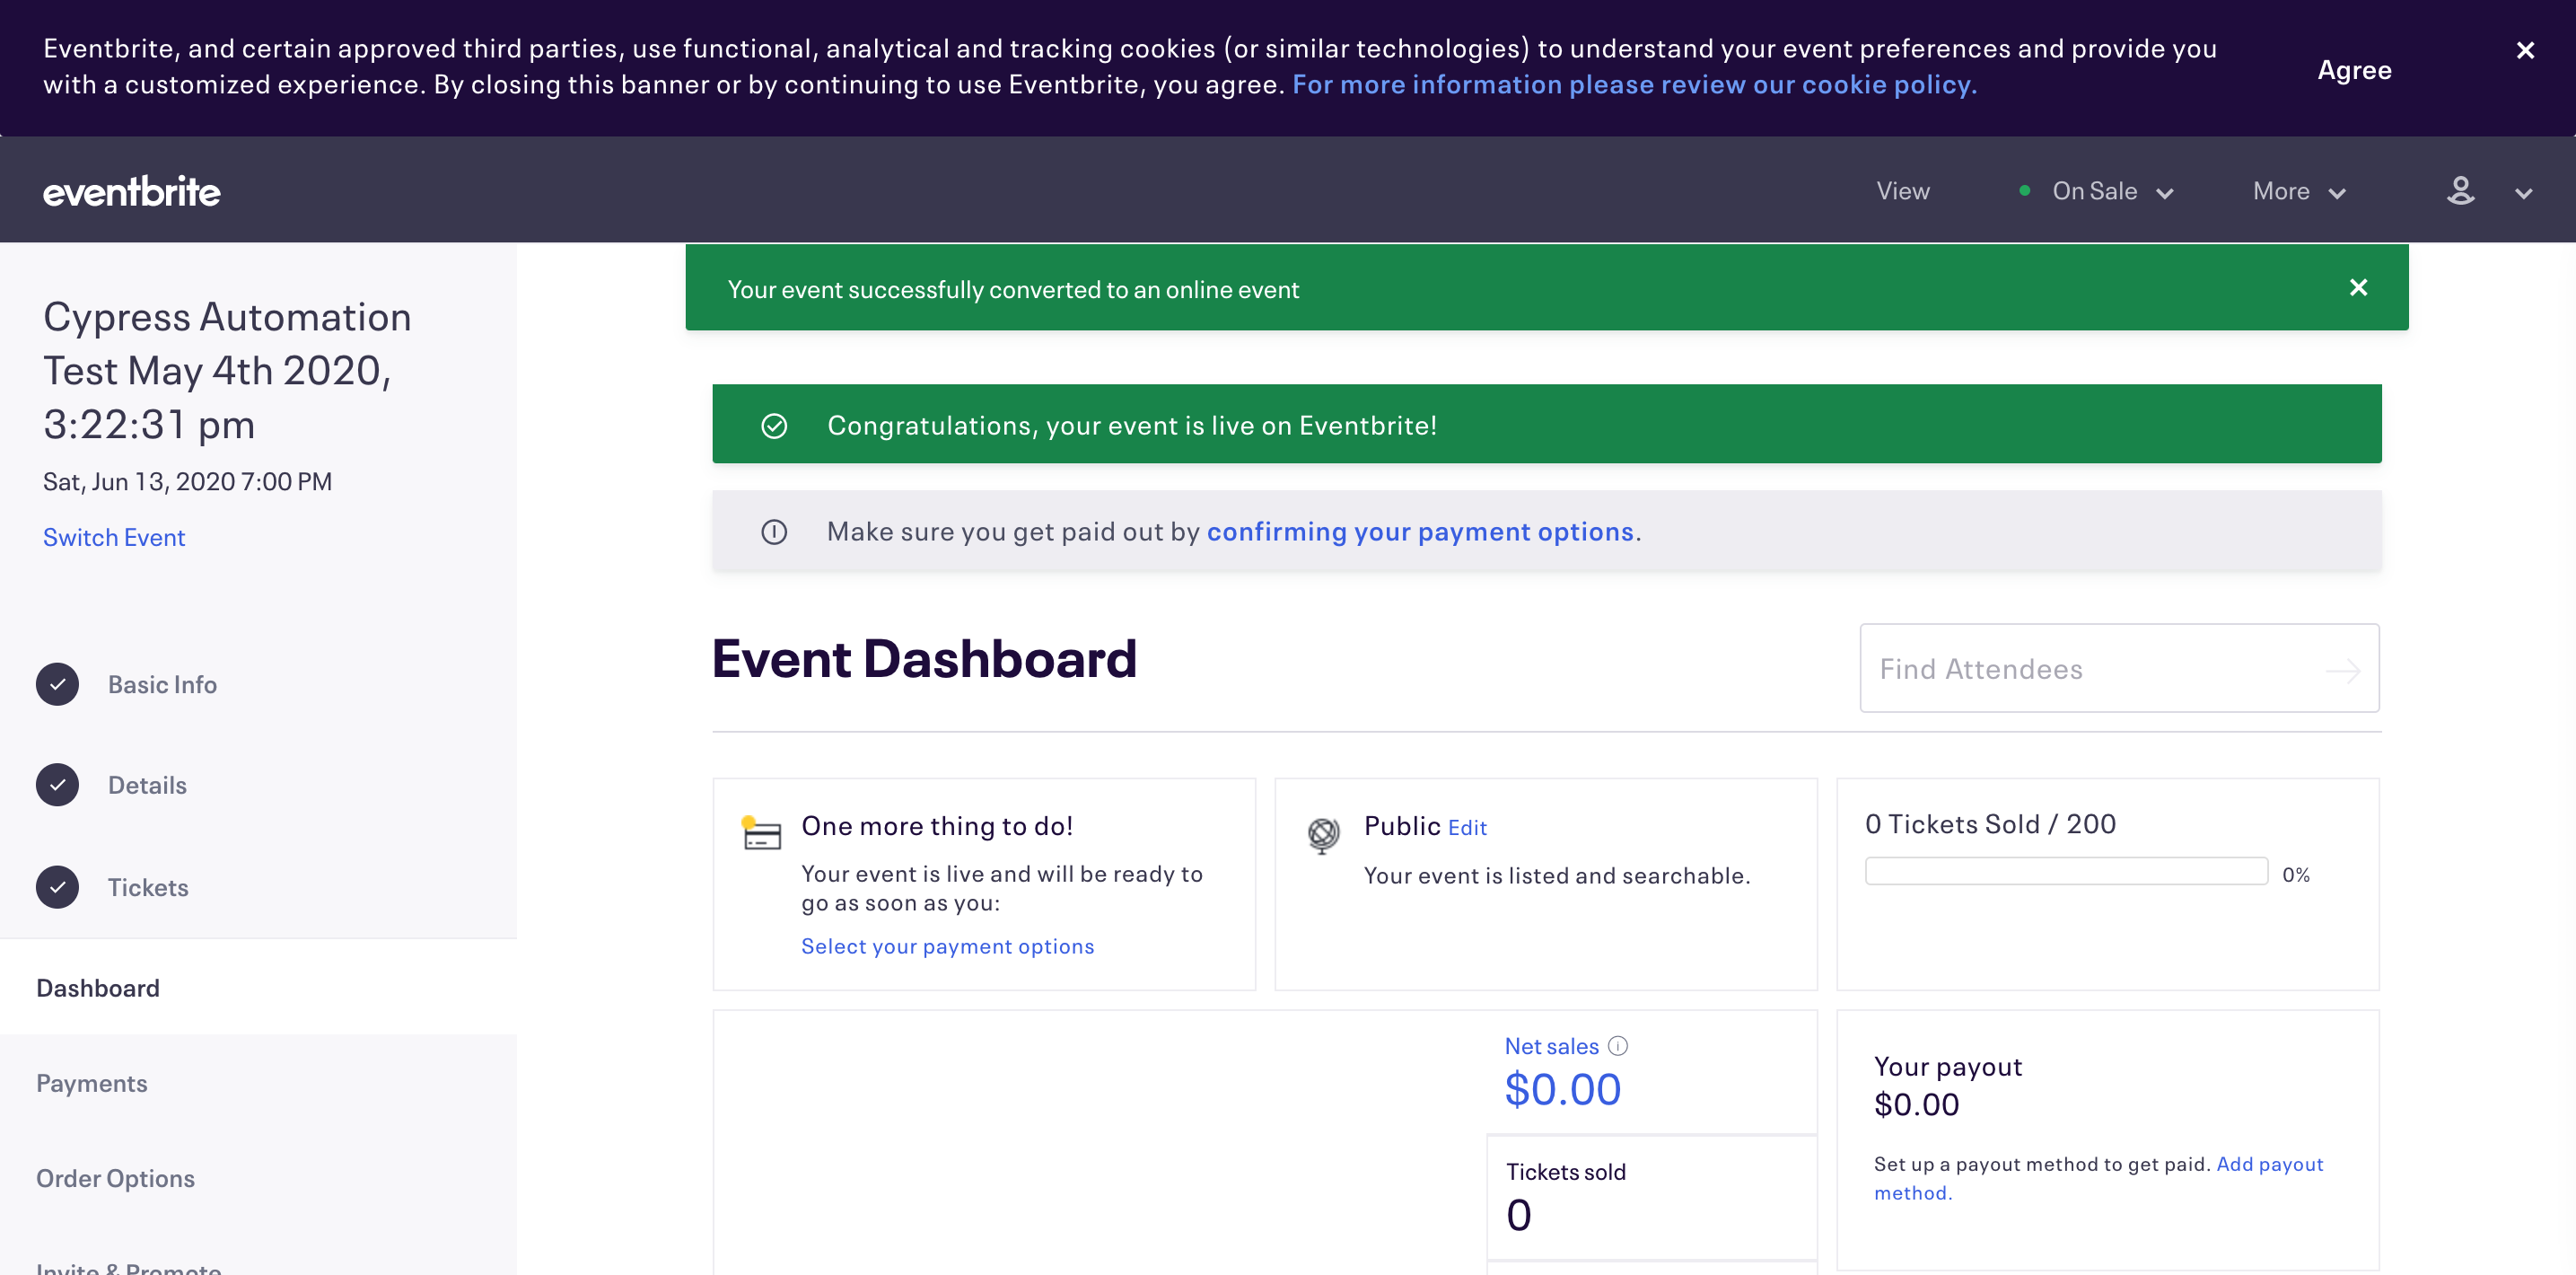 Eventbrite, and certain approved third parties, use functional, analytical and tracking cookies (or similar technologies) to understand your event preferences and provide you
with a customized experience. By closing this banner or by continuing to use Eventbrite, you agree. For more information please review our cookie policy.
Agree
eventbrite
View
On Sale
More
Cypress Automation
Test May 4th 2020,
3:22:31 pm
Sat, Jun 13, 2020 7:00 PM
Switch Event
Basic Info
Details
Tickets
Dashboard
Payments
Order Options
Invite & Promote
Your event successfully converted to an online event
Congratulations, your event is live on Eventbrite!
Make sure you get paid out by confirming your payment options.
Event Dashboard
Find Attendees
One more thing to do!
Your event is live and will be ready to
go as soon as you:
Select your payment options
Public Edit
Your event is listed and searchable.
0 Tickets Sold / 200
0%
Net sales
$0.00
Tickets sold
0
Your payout
$0.00
Set up a payout method to get paid. Add payout
method.